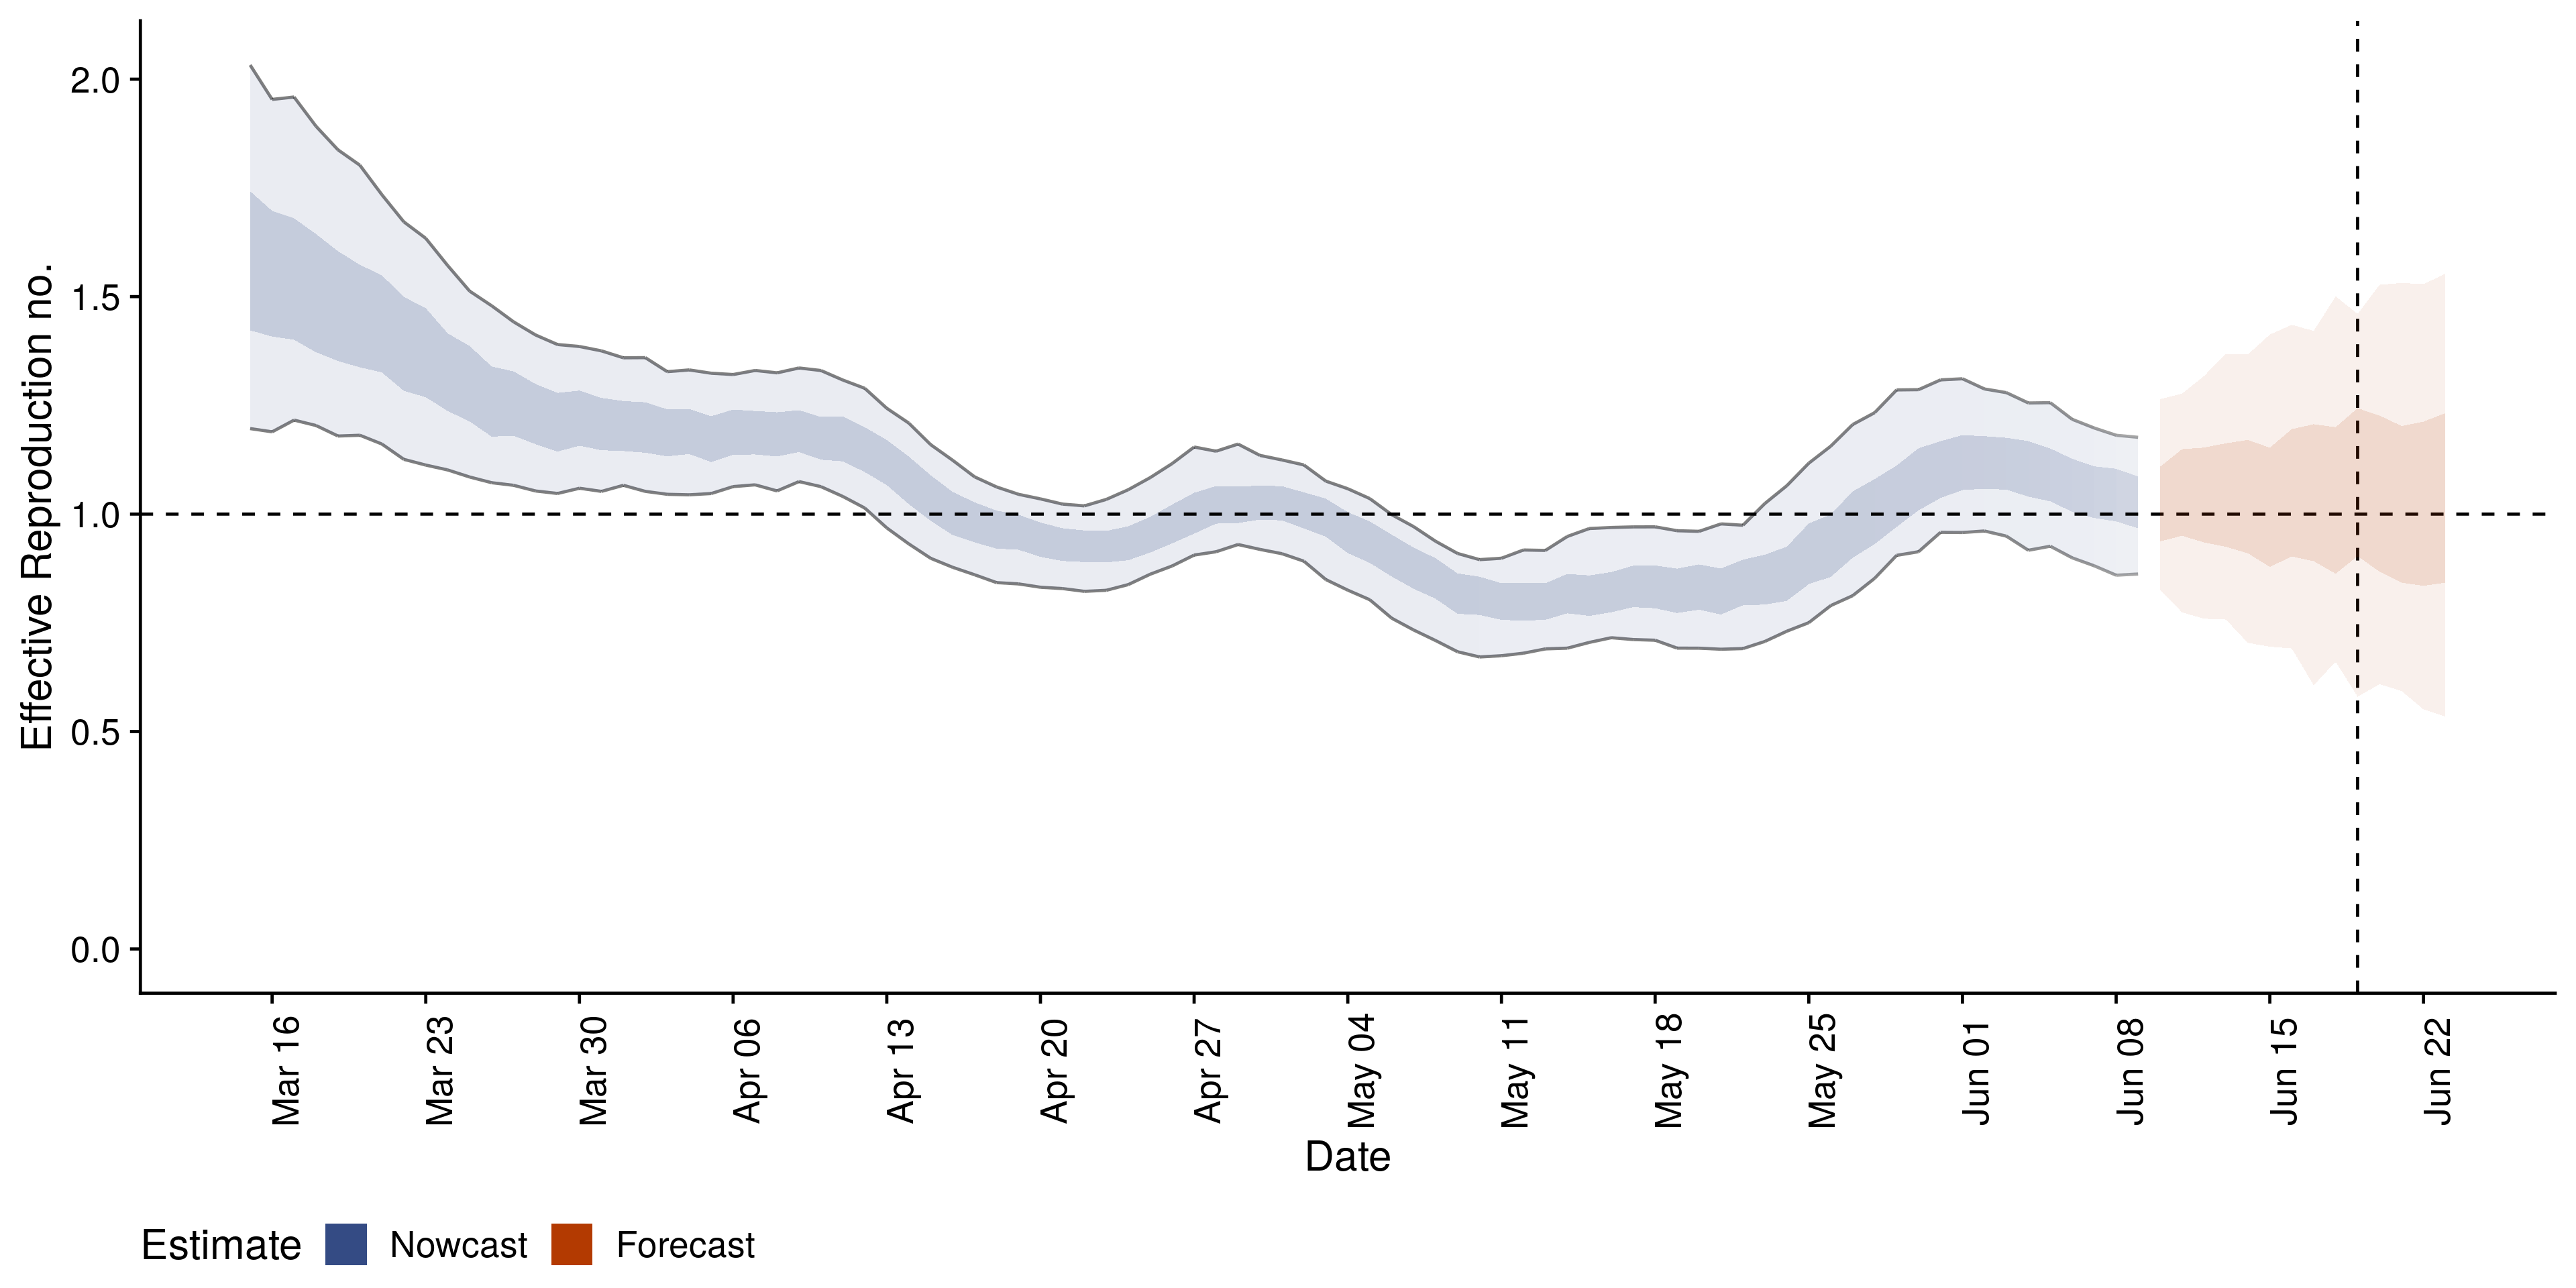 Effective Reproduction no.
2.0
1.5
1.0
0.5
0.0
Mar 16
Mar 23
Mar 30
Apr 06
Apr 13
Apr 20
Apr 27
May 04
May 11
May 18
May 25
Jun 01
Jun 08
Jun 15
Jun 22
Date
Estimate Nowcast Forecast